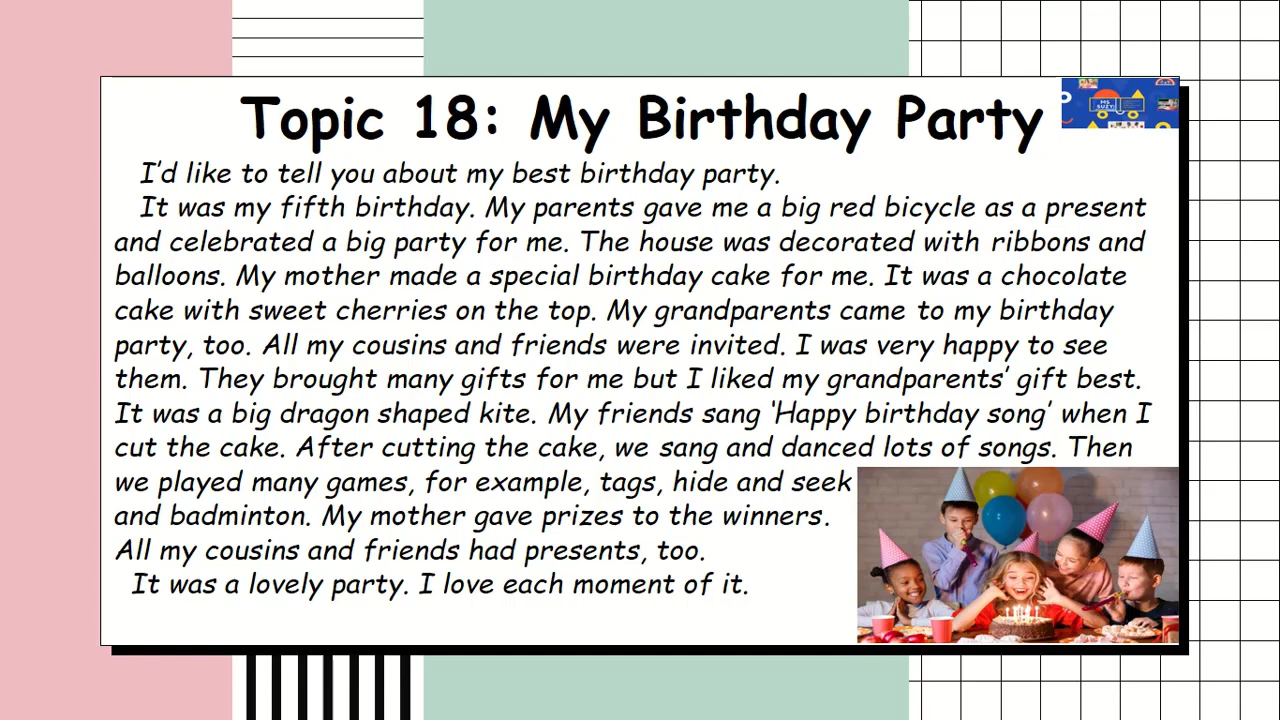 Topic 18: My Birthday Party
MS
SUZY
I’d like to tell you about my best birthday party.
It was my fifth birthday. My parents gave me a big red bicycle as a present
and celebrated a big party for me. The house was decorated with ribbons and
balloons. My mother made a special birthday cake for me. It was a chocolate
cake with sweet cherries on the top. My grandparents came to my birthday
party, too. All my cousins and friends were invited. I was very happy to see
them. They brought many gifts for me but I liked my grandparents’ gift best.
It was a big dragon shaped kite. My friends sang ‘Happy birthday song’ when I
cut the cake. After cutting the cake, we sang and danced lots of songs. Then
we played many games, for example, tags, hide and seek
and badminton. My mother gave prizes to the winners.
All my cousins and friends had presents, too.
It was a lovely party. I love each moment of it.